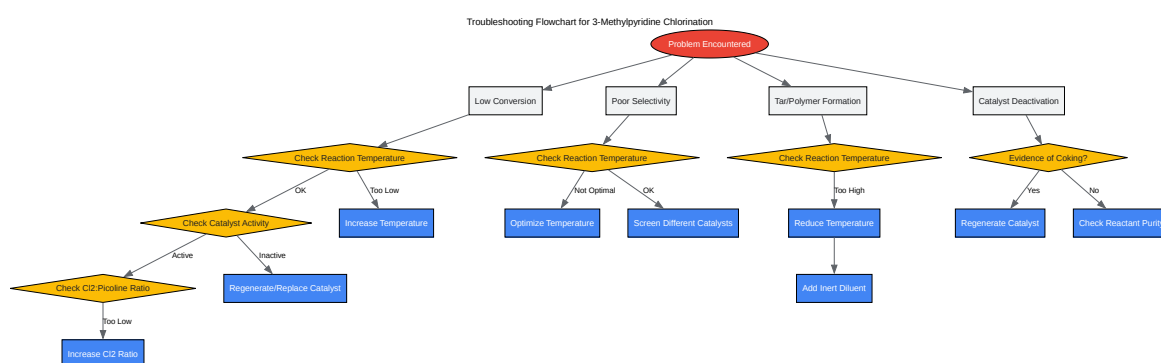 Troubleshooting Flowchart for 3-Methylpyridine Chlorination
Problem Encountered
Low Conversion
Poor Selectivity
Tar/Polymer Formation
Catalyst Deactivation
Check Reaction Temperature
Check Reaction Temperature
Check Reaction Temperature
Evidence of Coking?
OK
Too Low
Not Optimal
OK
Too High
Yes
No
Check Catalyst Activity
Increase Temperature
Optimize Temperature
Screen Different Catalysts
Reduce Temperature
Regenerate Catalyst
Check Reactant Purity
Active
Inactive
Check Cl2:Picoline Ratio
Regenerate/Replace Catalyst
Add Inert Diluent
Too Low
Increase Cl2 Ratio